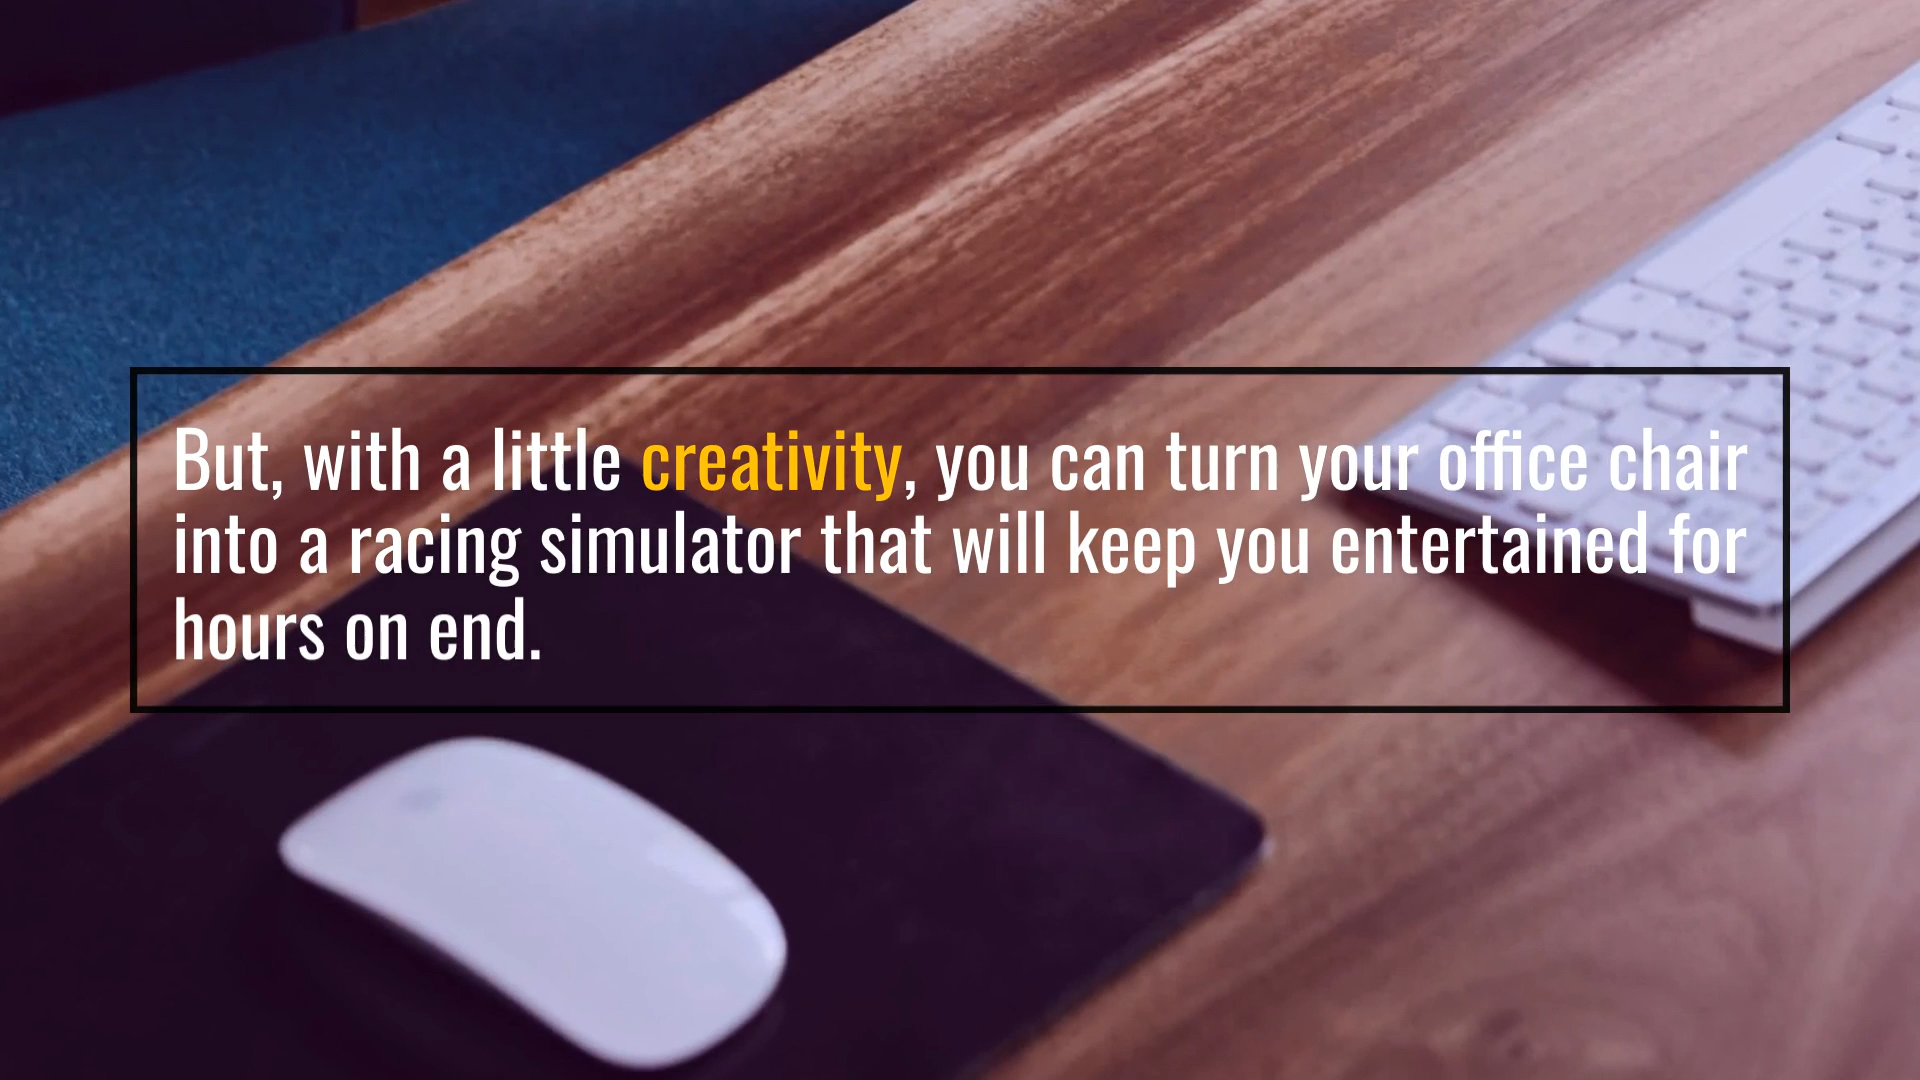 But, with a little creativity, you can turn your office chair
into a racing simulator that will keep you entertained for
hours on end.